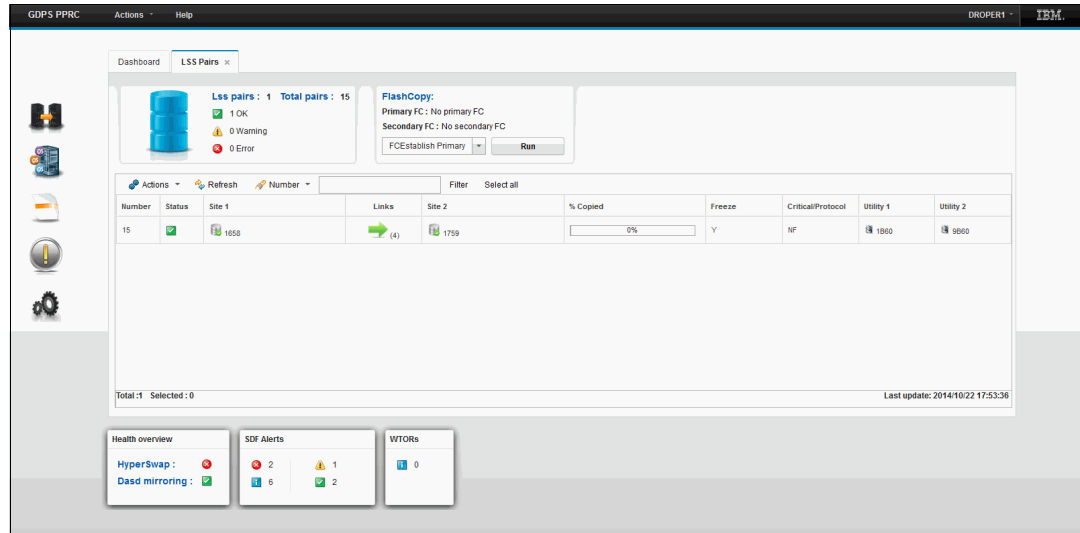 GDPS PPRC Actions Help DROPER1 IBM.
Dashboard LSS Pairs ×
Lss pairs : 1 Total pairs : 15
1 OK
0 Warning
0 Error
FlashCopy:
Primary FC : No primary FC
Secondary FC : No secondary FC
FCEstablish Primary Run
Actions Refresh Number Filter Select all
Number Status Site 1 Links Site 2 % Copied Freeze Critical/Protocol Utility 1 Utility 2
15 1658 (4) 1759 0% Y NF 1B60 9B60
Total :1 Selected : 0 Last update: 2014/10/22 17:53:36
Health overview
HyperSwap :
Dasd mirroring :
SDF Alerts
2 1
6 2
WTORs
0